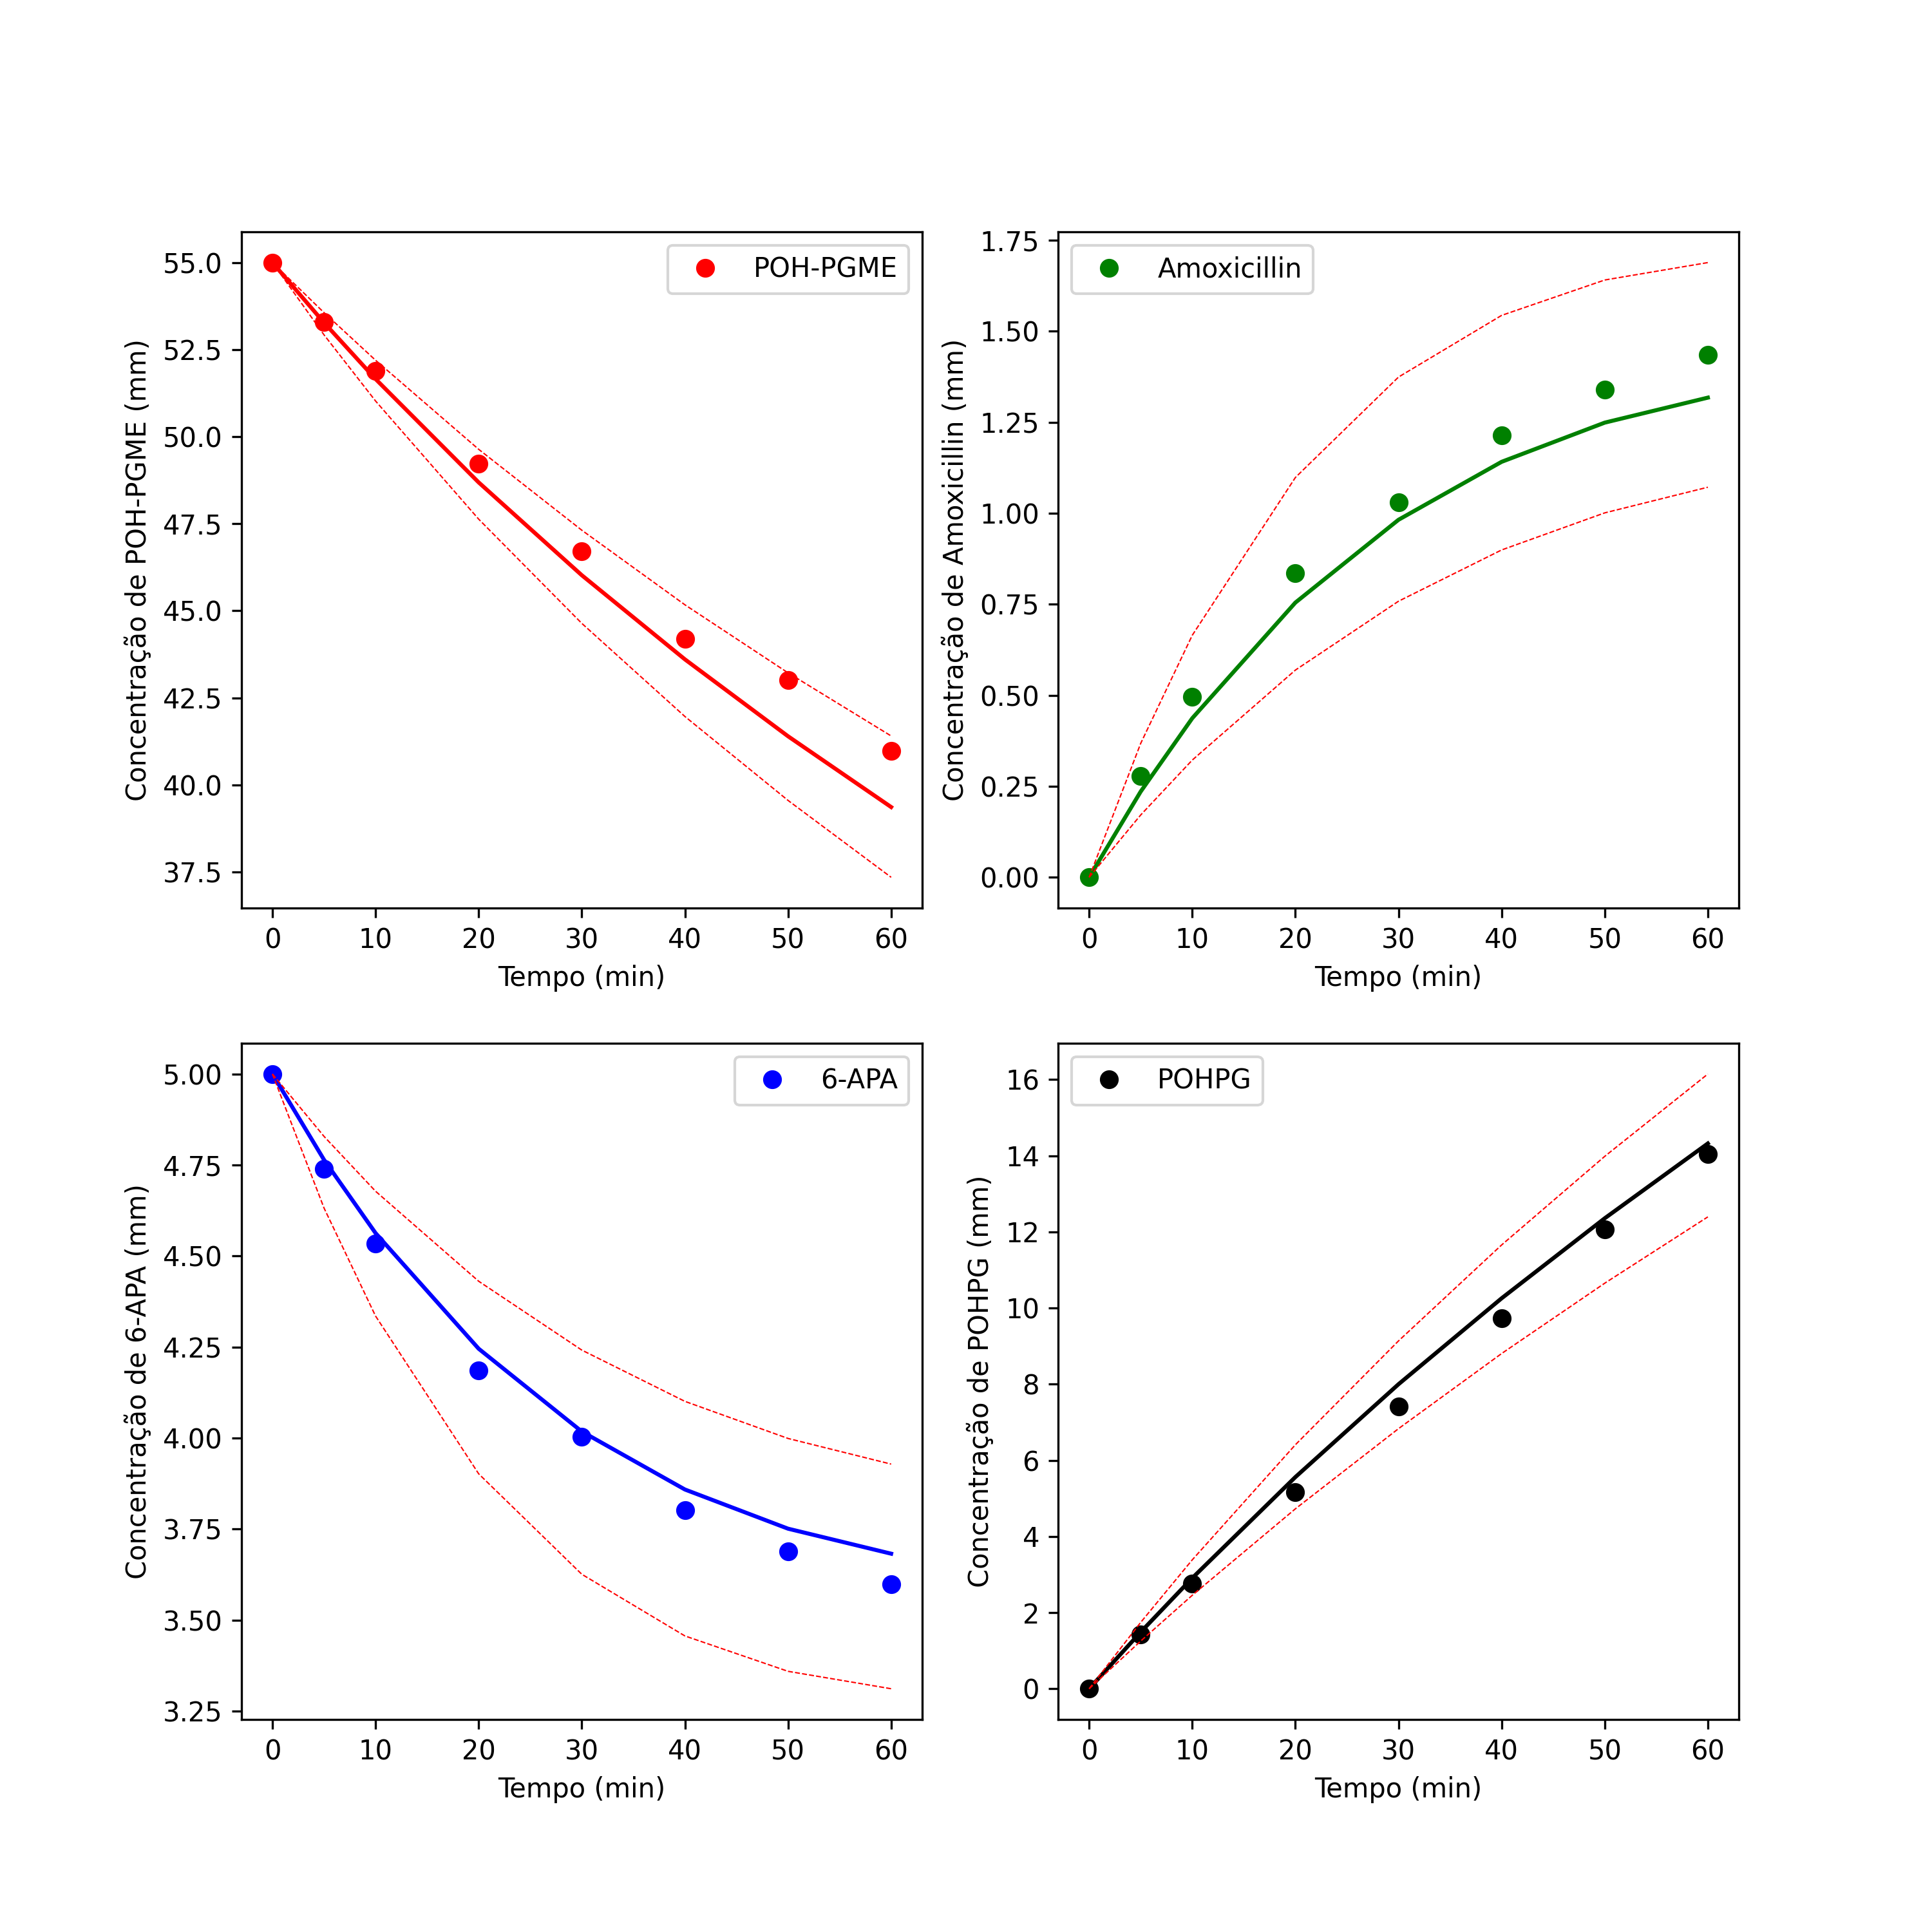 POH-PGME
Concentração de POH-PGME (mm)
55.0
52.5
50.0
47.5
45.0
42.5
40.0
37.5
0 10 20 30 40 50 60
Tempo (min)
Amoxicillin
Concentração de Amoxicillin (mm)
1.75
1.50
1.25
1.00
0.75
0.50
0.25
0.00
0 10 20 30 40 50 60
Tempo (min)
6-APA
Concentração de 6-APA (mm)
5.00
4.75
4.50
4.25
4.00
3.75
3.50
3.25
0 10 20 30 40 50 60
Tempo (min)
POHPG
Concentração de POHPG (mm)
16
14
12
10
8
6
4
2
0
0 10 20 30 40 50 60
Tempo (min)